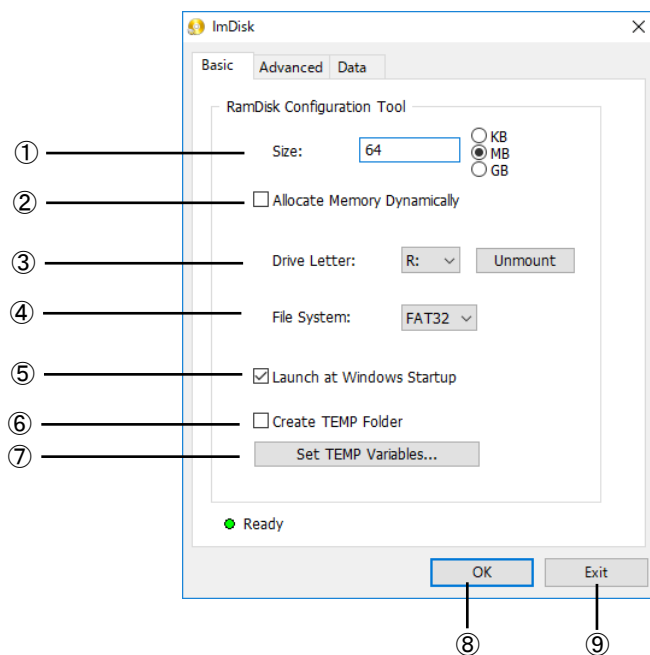 ImDisk
Basic Advanced Data
RamDisk Configuration Tool
① Size: 64 KB
MB
GB
② Allocate Memory Dynamically
③ Drive Letter: R: Unmount
④ File System: FAT32
⑤ Launch at Windows Startup
⑥ Create TEMP Folder
⑦ Set TEMP Variables...
Ready
OK Exit
⑧ ⑨